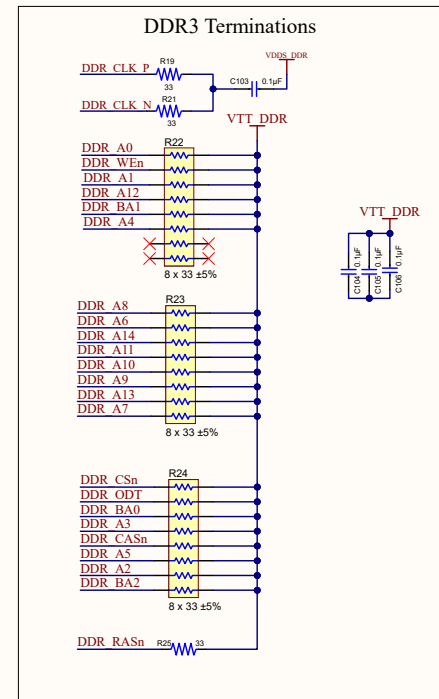 DDR3 Terminations
DDR_CLK_P
R19
33
VDDS_DDR
C103
0.1µF
DDR_CLK_N
R21
33
VTT_DDR
R22
DDR_A0
DDR_WEn
DDR_A1
DDR_A12
DDR_BA1
DDR_A4
8 x 33 ±5%
VTT_DDR
C104 0.1µF
C105 0.1µF
C106 0.1µF
R23
DDR_A8
DDR_A6
DDR_A14
DDR_A11
DDR_A10
DDR_A9
DDR_A13
DDR_A7
8 x 33 ±5%
R24
DDR_CSn
DDR_ODT
DDR_BA0
DDR_A3
DDR_CASn
DDR_A5
DDR_A2
DDR_BA2
8 x 33 ±5%
DDR_RASn
R25
33